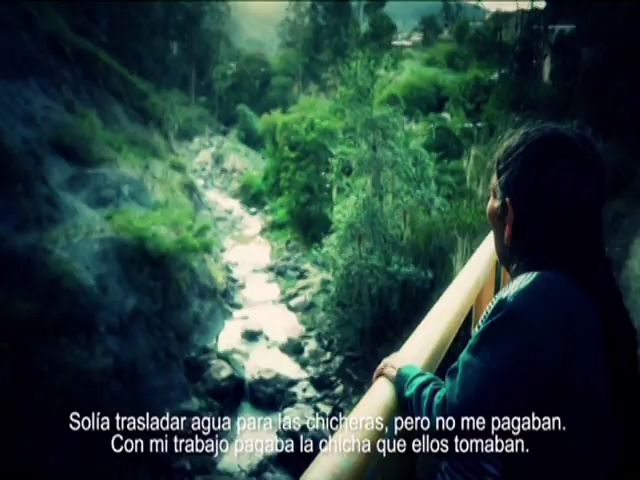 Solía trasladar agua para las chicheras, pero no me pagaban.
Con mi trabajo pagaba la chicha que ellos tomaban.